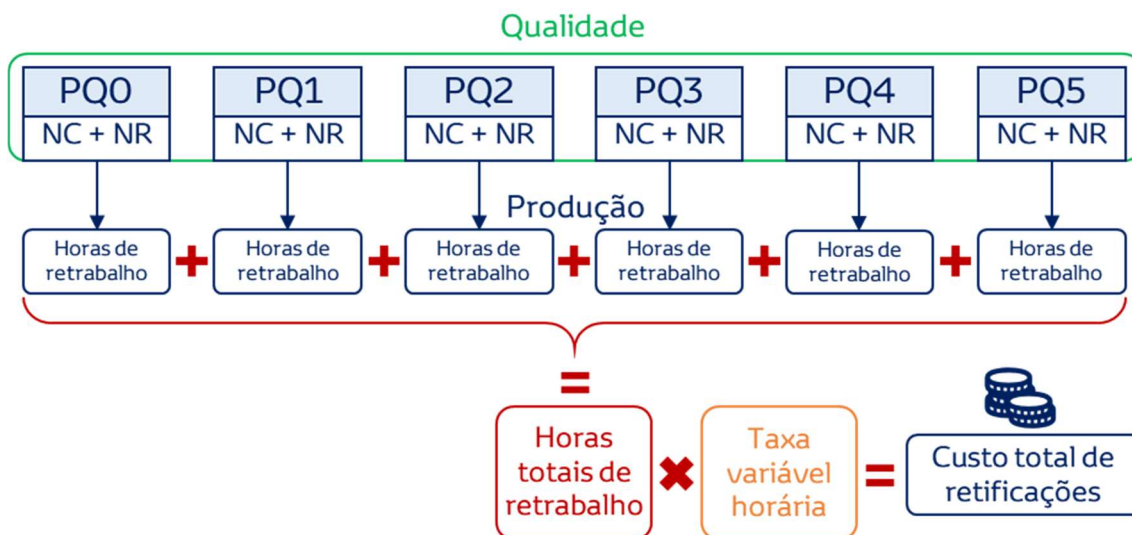 Qualidade
PQ0 PQ1 PQ2 PQ3 PQ4 PQ5
NC + NR NC + NR NC + NR NC + NR NC + NR NC + NR
Produção
Horas de + Horas de + Horas de + Horas de + Horas de + Horas de
retrabalho retrabalho retrabalho retrabalho retrabalho retrabalho
=
Horas
totais de
retrabalho
×
Taxa
variável
horária
=
Custo total de
retificações